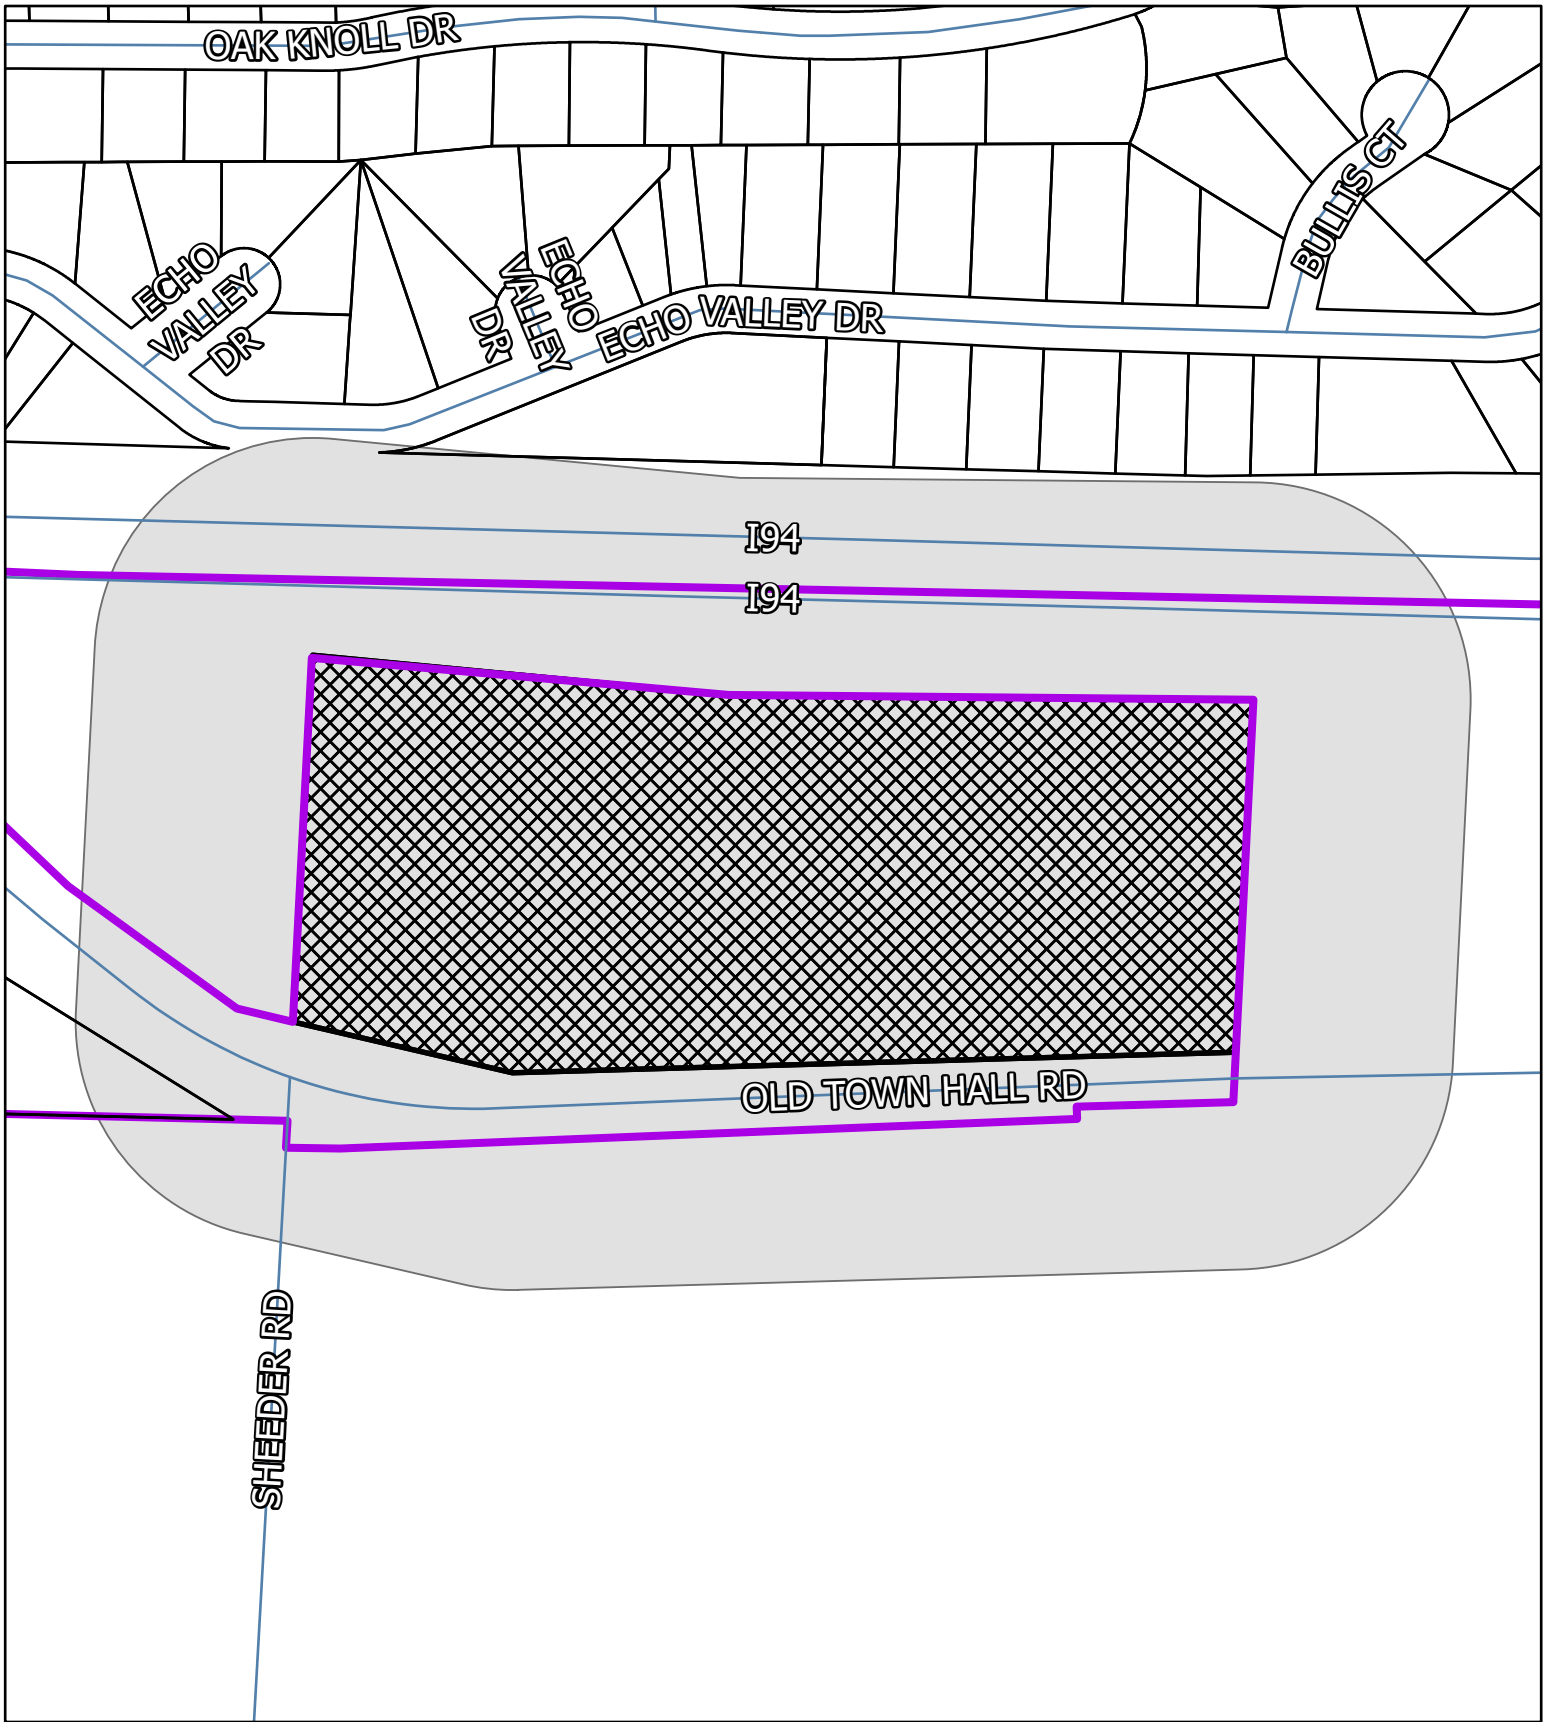 OAK KNOLL DR
BULLIS CT
ECHO
VALLEY
DR
ECHO
VALLEY
DR
ECHO VALLEY DR
I94
I94
OLD TOWN HALL RD
SHEEDER RD